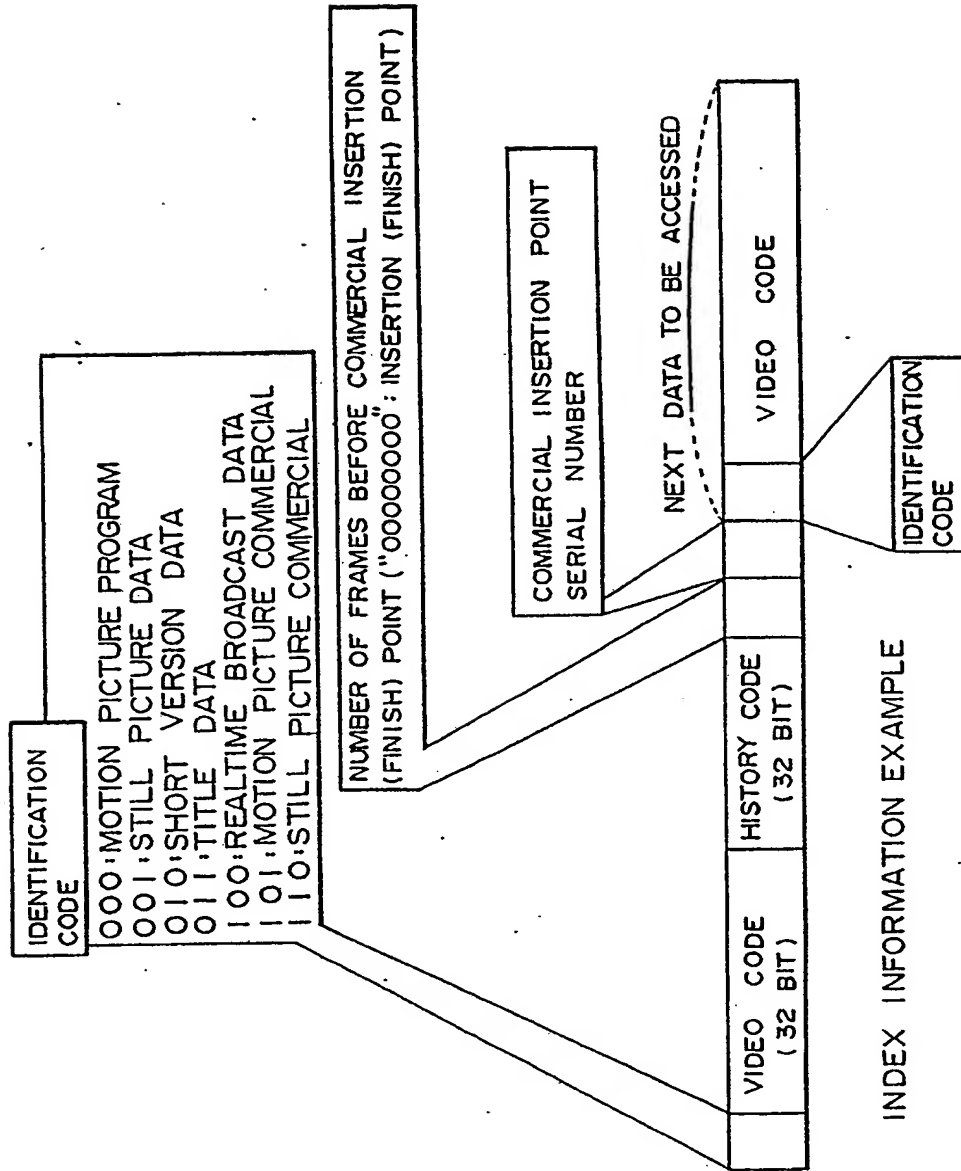 IDENTIFICATION
CODE
000:MOTION PICTURE PROGRAM
001:STILL PICTURE DATA
010:SHORT VERSION DATA
011:TITLE DATA
100:REALTIME BROADCAST DATA
101:MOTION PICTURE COMMERCIAL
110:STILL PICTURE COMMERCIAL
NUMBER OF FRAMES BEFORE COMMERCIAL INSERTION
(FINISH) POINT ("00000000": INSERTION (FINISH) POINT)
COMMERCIAL INSERTION POINT
SERIAL NUMBER
NEXT DATA TO BE ACCESSED
VIDEO CODE
(32 BIT)
HISTORY CODE
(32 BIT)
VIDEO CODE
IDENTIFICATION
CODE
INDEX INFORMATION EXAMPLE